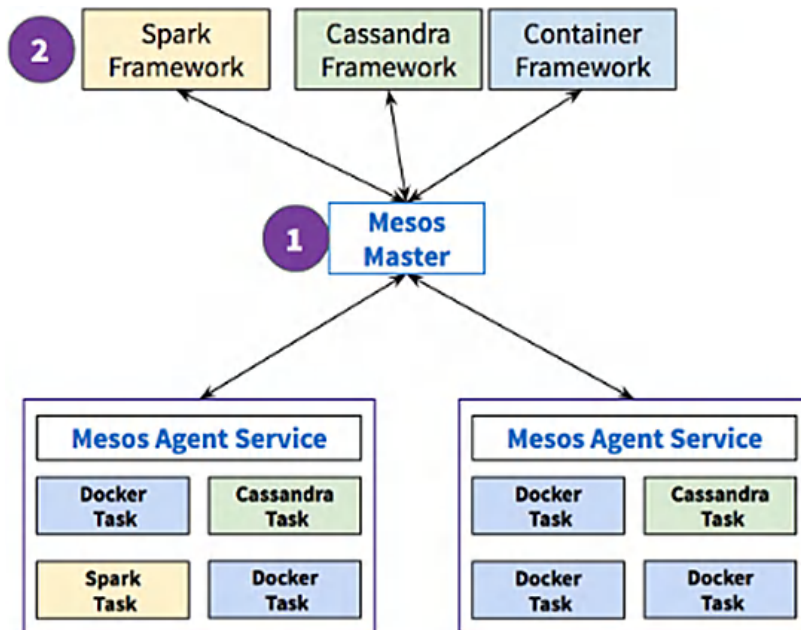 2
Spark
Framework
Cassandra
Framework
Container
Framework
1
Mesos
Master
Mesos Agent Service
Docker
Task
Cassandra
Task
Spark
Task
Docker
Task
Mesos Agent Service
Docker
Task
Cassandra
Task
Docker
Task
Docker
Task